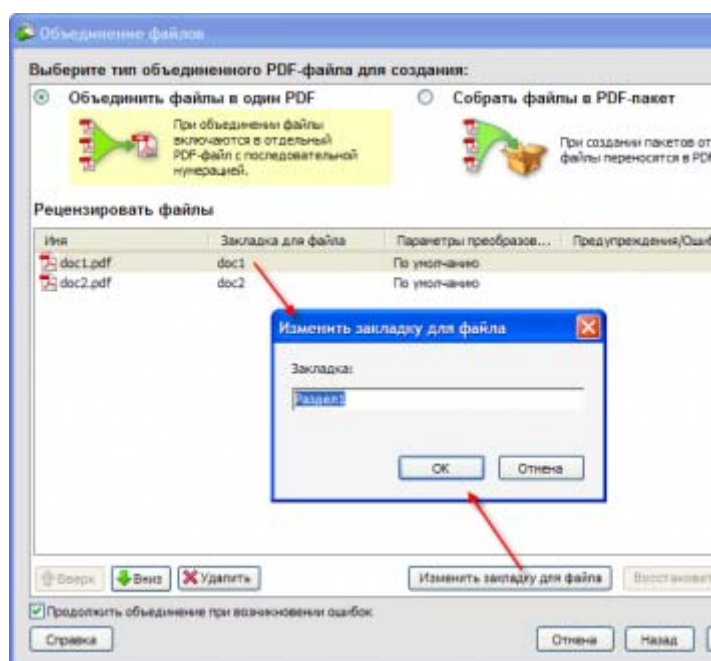 Объединение файлов
Выберите тип объединенного PDF-файла для создания:
Объединить файлы в один PDF
Собрать файлы в PDF-пакет
При объединении файлы
включаются в отдельный
PDF-файл с последовательной
нумерацией.
При создании пакетов от
файлы переносятся в PDF
Рецензировать файлы
Имя Закладка для файла Параметры преобразов... Предупреждения/Ошиб
doc1.pdf doc1 По умолчанию
doc2.pdf doc2 По умолчанию
Изменить закладку для файла
Закладка:
Раздел1
ОК Отмена
Вверх Вниз Удалить Изменить закладку для файла Восстановит
Продолжить объединение при возникновении ошибок
Справка Отмена Назад